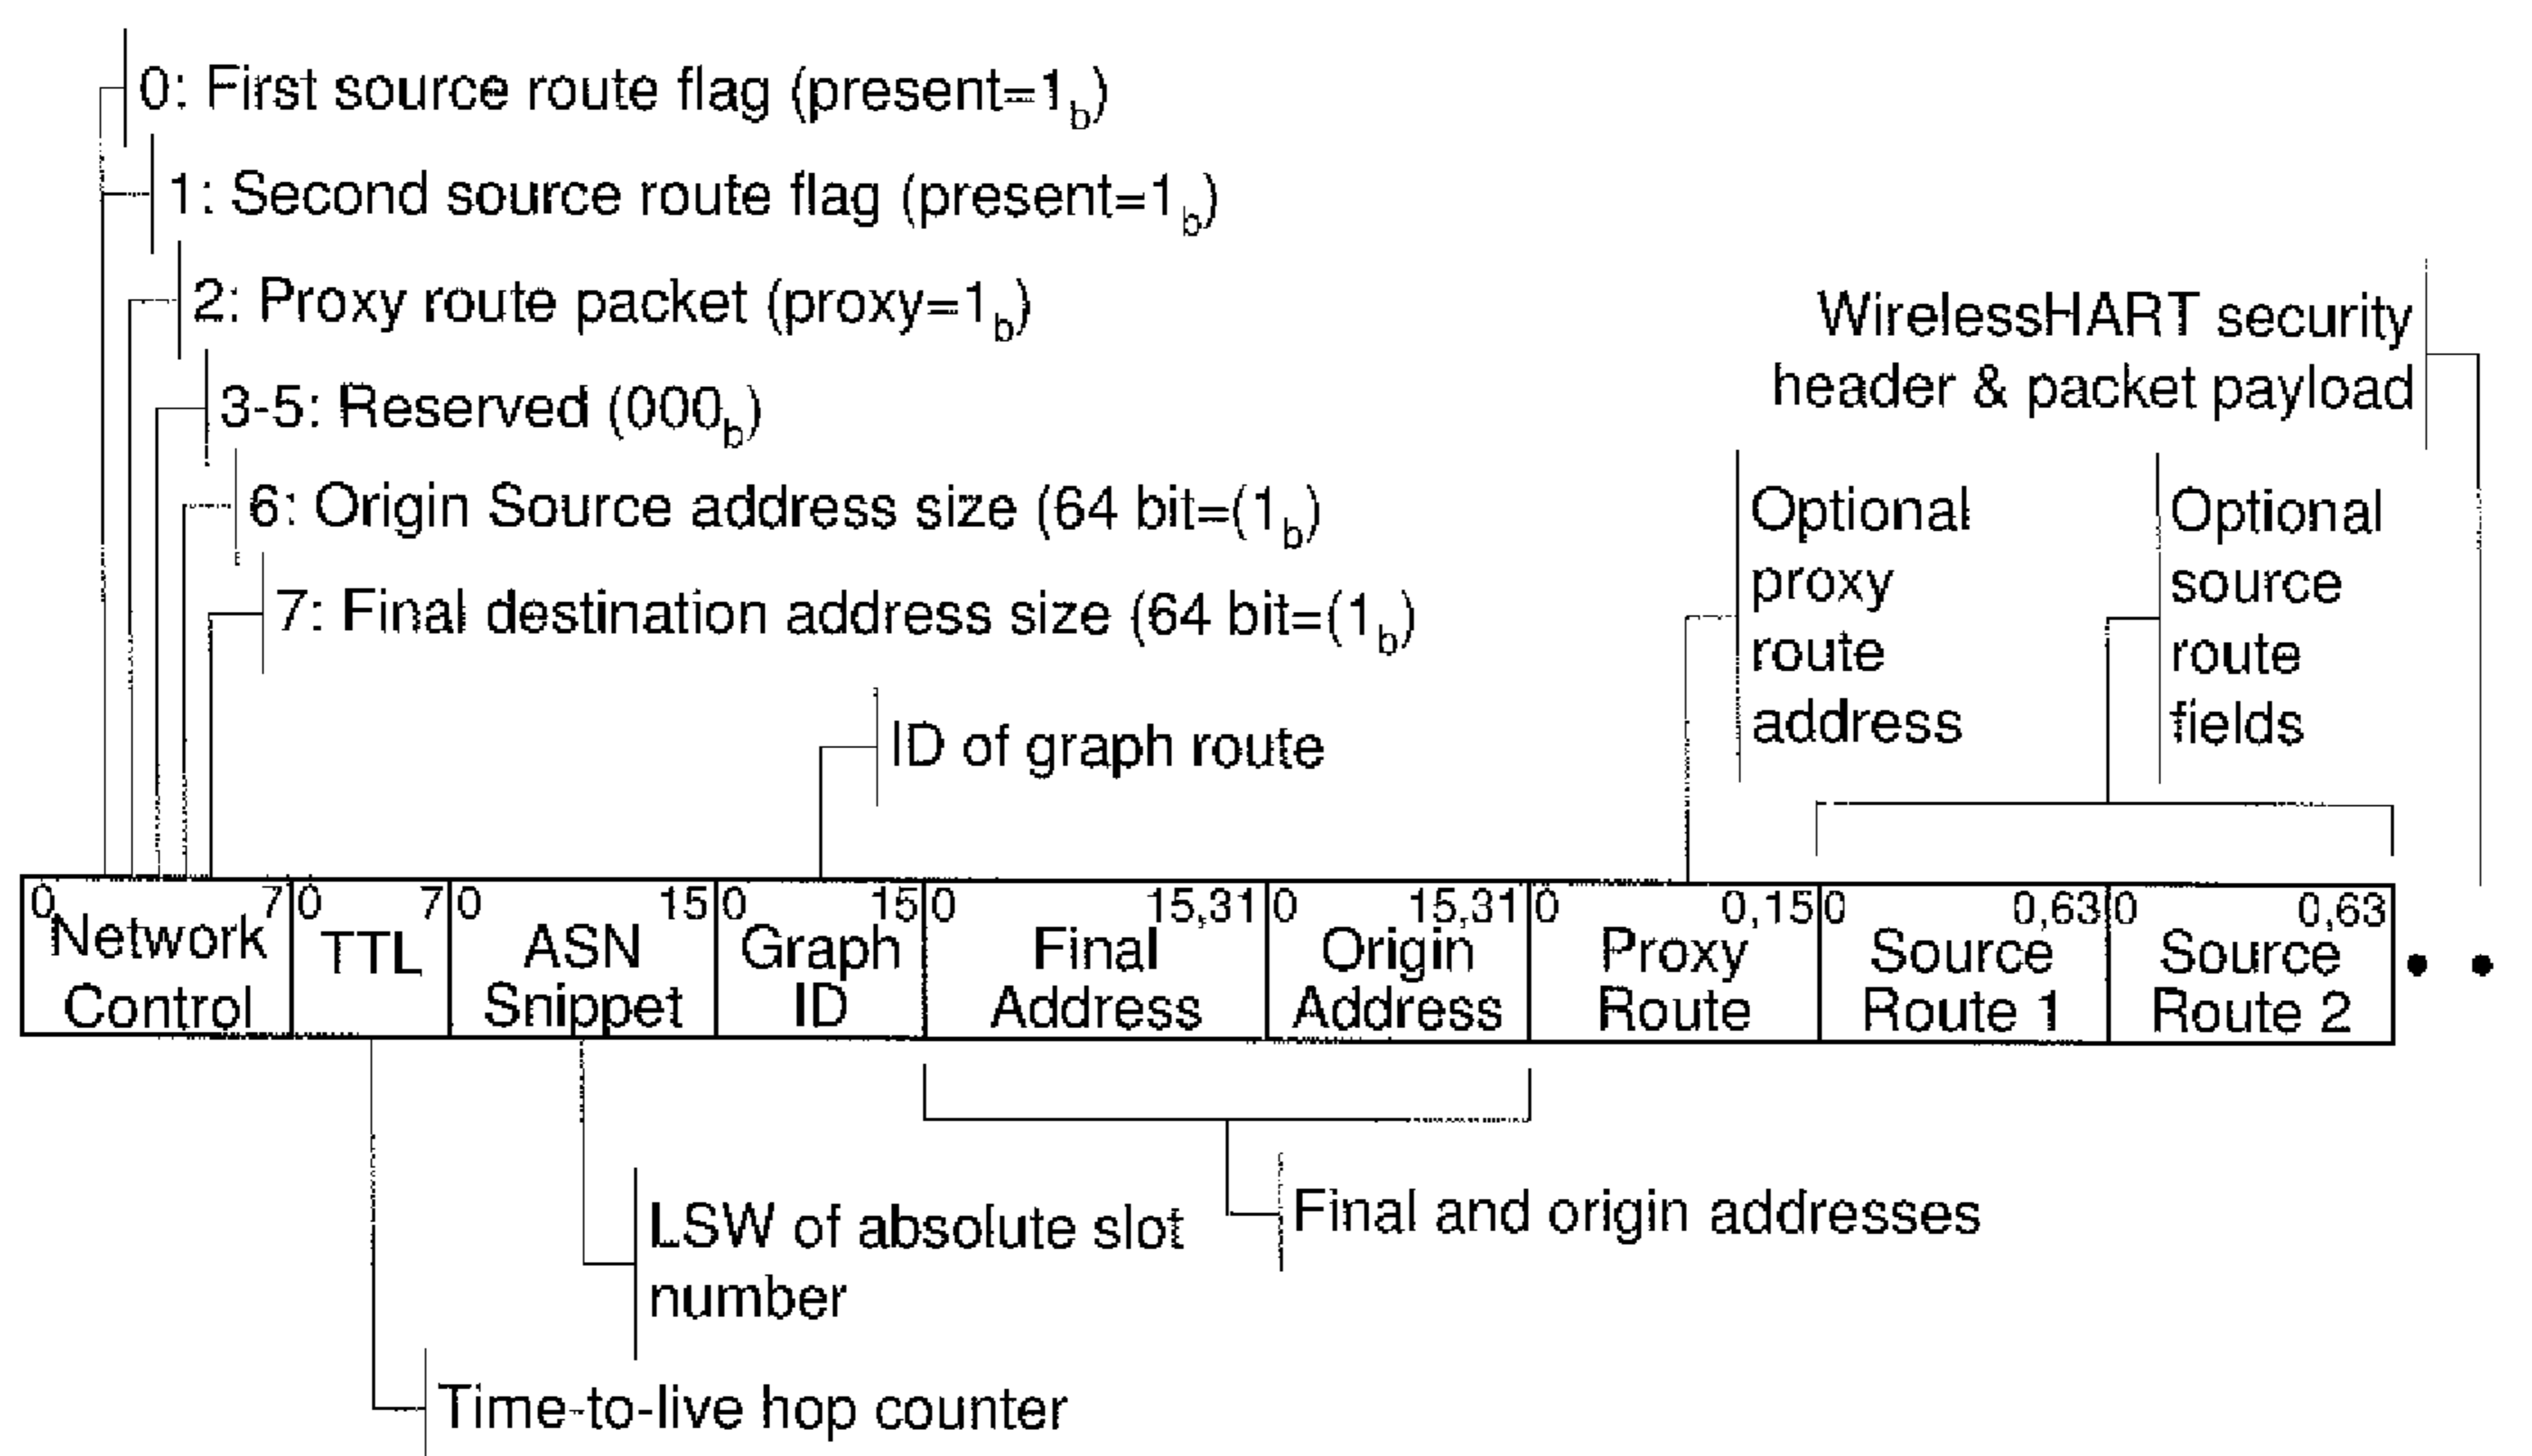 0: First source route flag (present=1b)
1: Second source route flag (present=1b)
2: Proxy route packet (proxy=1b)
3-5: Reserved (000b)
6: Origin Source address size (64 bit=(1b)
7: Final destination address size (64 bit=(1b)
WirelessHART security
header & packet payload
Optional
proxy
route
address
Optional
source
route
fields
ID of graph route
0 7 0 7 0 15 0 15 0 15,31 0 15,31 0 0,15 0 0,63 0 0,63
Network
Control
TTL
ASN
Snippet
Graph
ID
Final
Address
Origin
Address
Proxy
Route
Source
Route 1
Source
Route 2
Final and origin addresses
LSW of absolute slot
number
Time-to-live hop counter